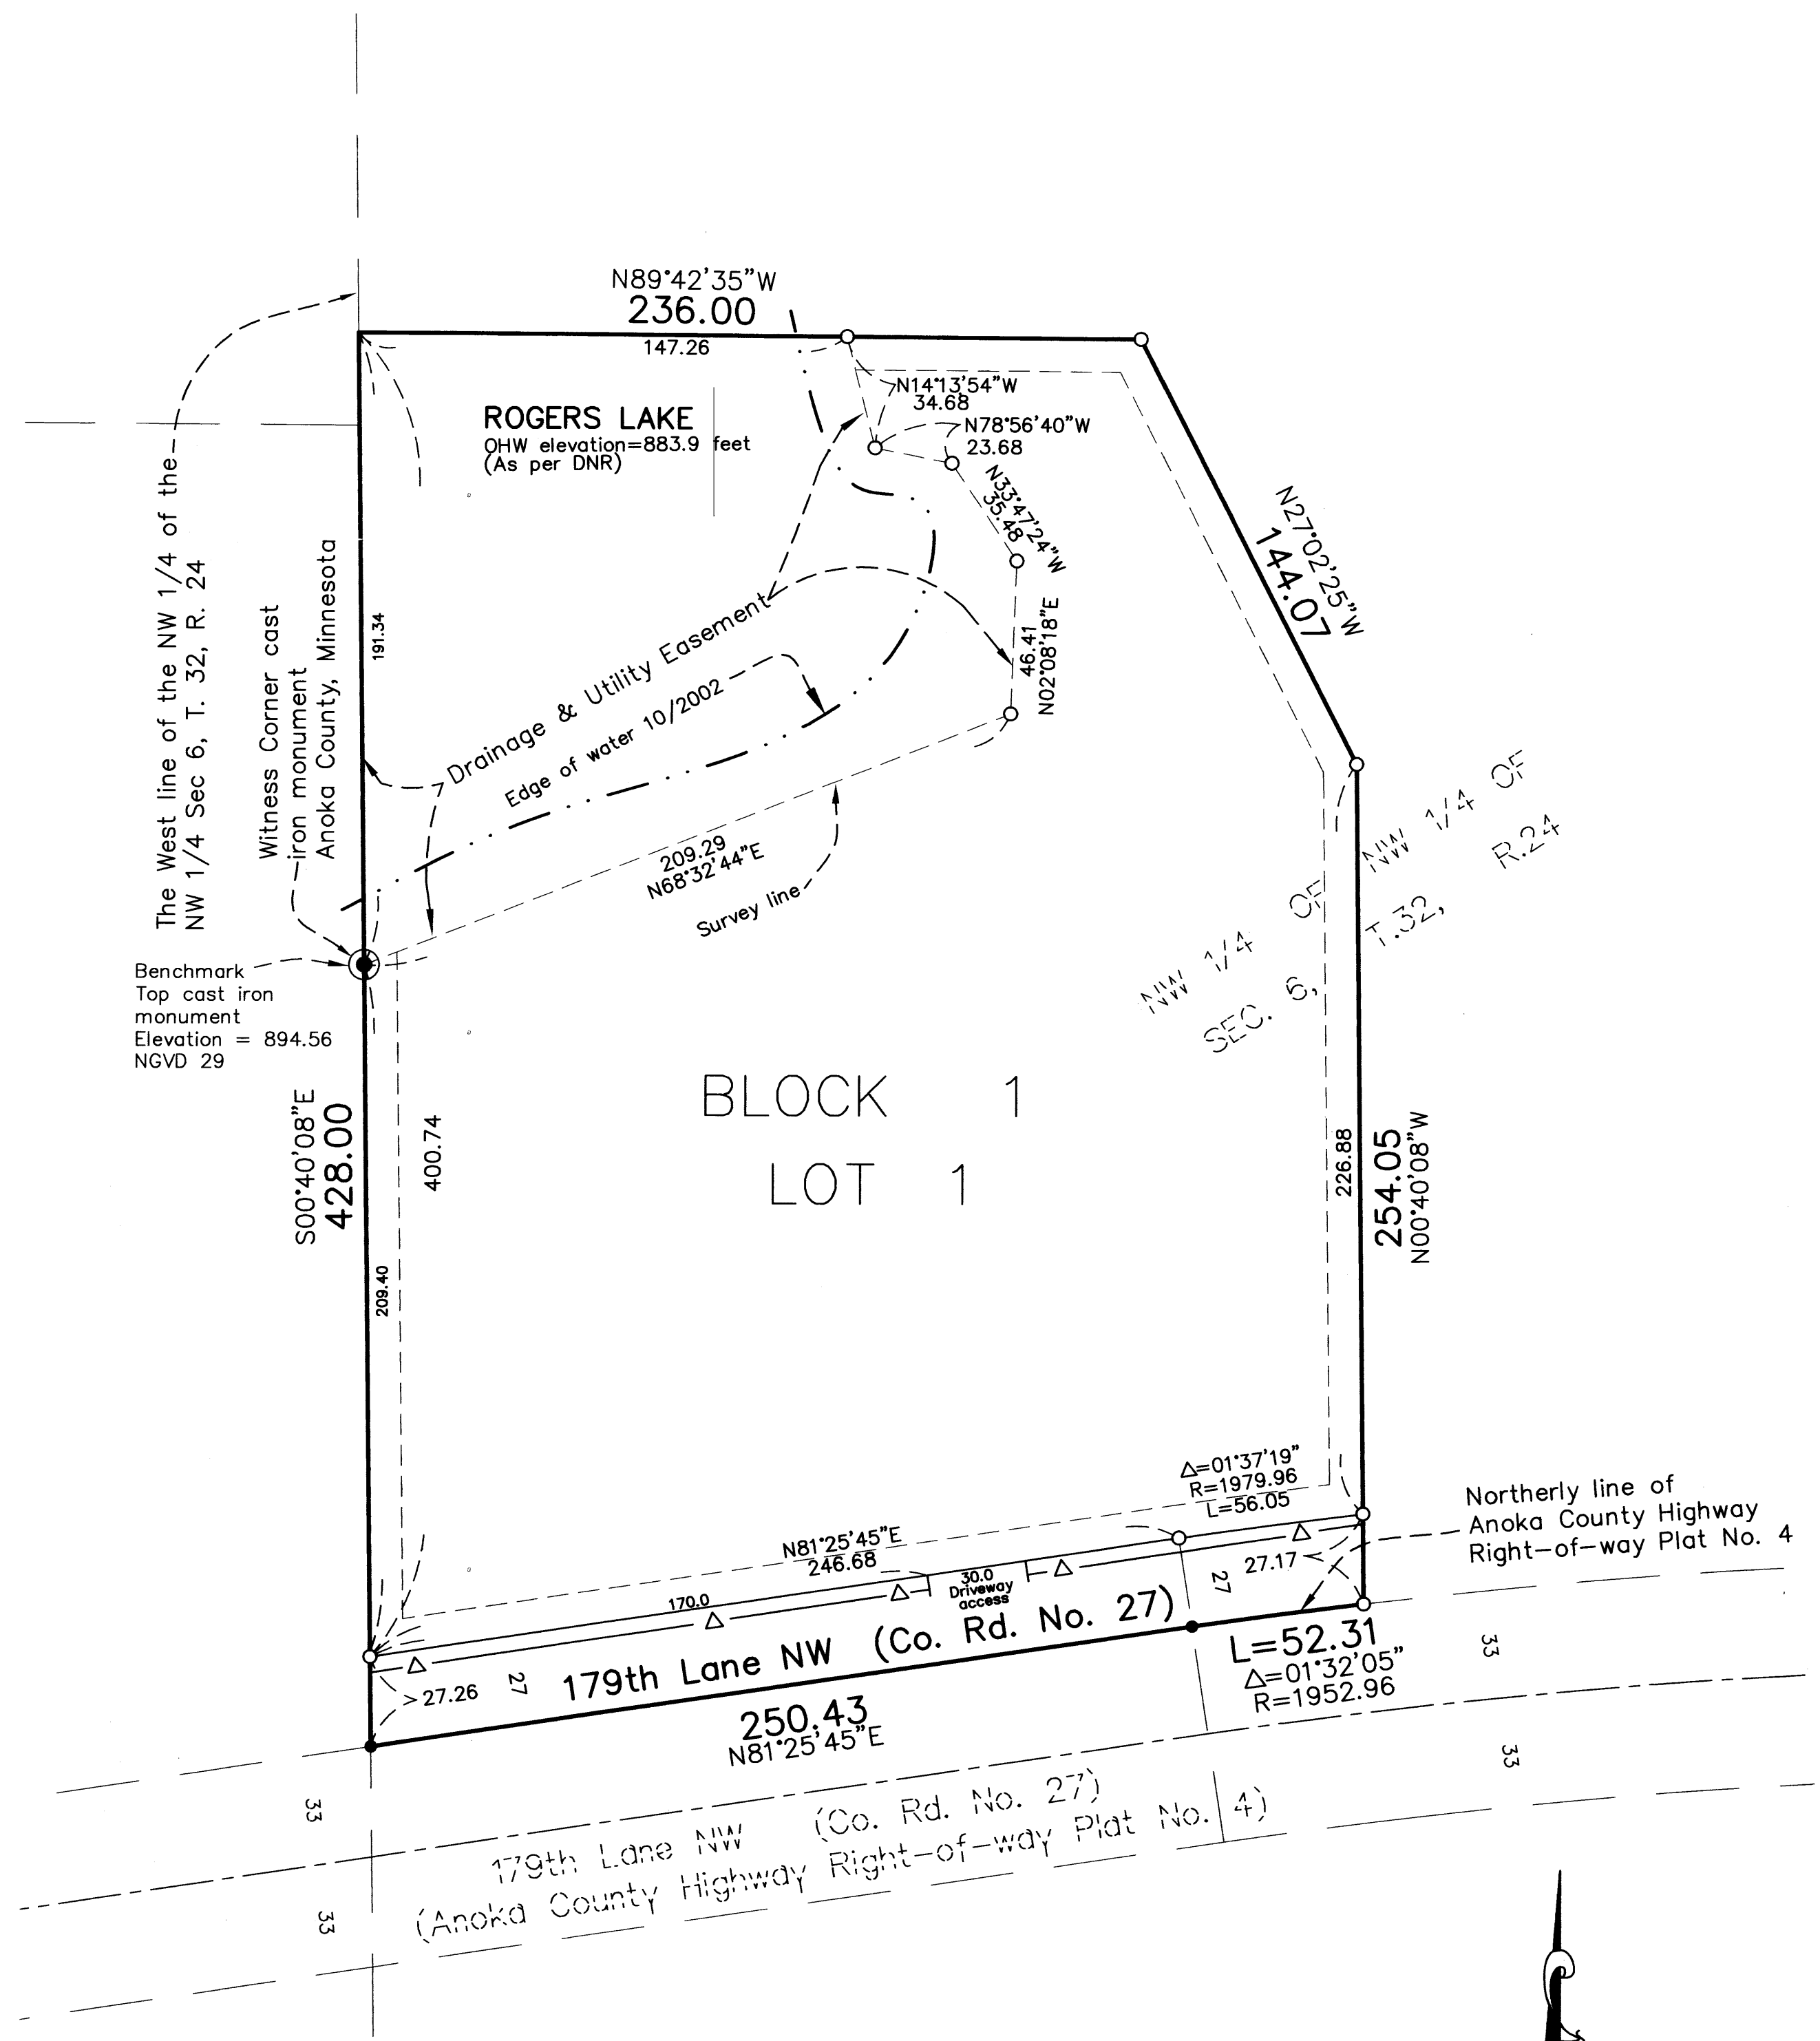 N89°42'35"W
236.00
147.26
ROGERS LAKE
OHW elevation=883.9 feet
(As per DNR)
N14°13'54"W
34.68
N78°56'40"W
23.68
N33°47'24"W
35.48
46.41
N02°08'18"E
N27°02'25"W
144.07
The West line of the NW 1/4 of the
NW 1/4 Sec 6, T. 32, R. 24
Witness Corner cast
iron monument
Anoka County, Minnesota
191.34
Drainage & Utility Easement
Edge of water 10/2002
209.29
N68°32'44"E
Survey line
Benchmark
Top cast iron
monument
Elevation = 894.56
NGVD 29
NW 1/4 OF NW 1/4 OF
SEC. 6, T.32, R.24
BLOCK 1
LOT 1
S00°40'08"E
428.00
400.74
209.40
226.88
254.05
N00°40'08"W
Δ=01°37'19"
R=1979.96
L=56.05
Northerly line of
Anoka County Highway
Right-of-way Plat No. 4
N81°25'45"E
246.68
170.0
30.0
Driveway
access
27
27.17
27.26
27
179th Lane NW (Co. Rd. No. 27)
L=52.31
Δ=01°32'05"
R=1952.96
250.43
N81°25'45"E
33
33
33
33
179th Lane NW (Co. Rd. No. 27)
(Anoka County Highway Right-of-way Plat No. 4)